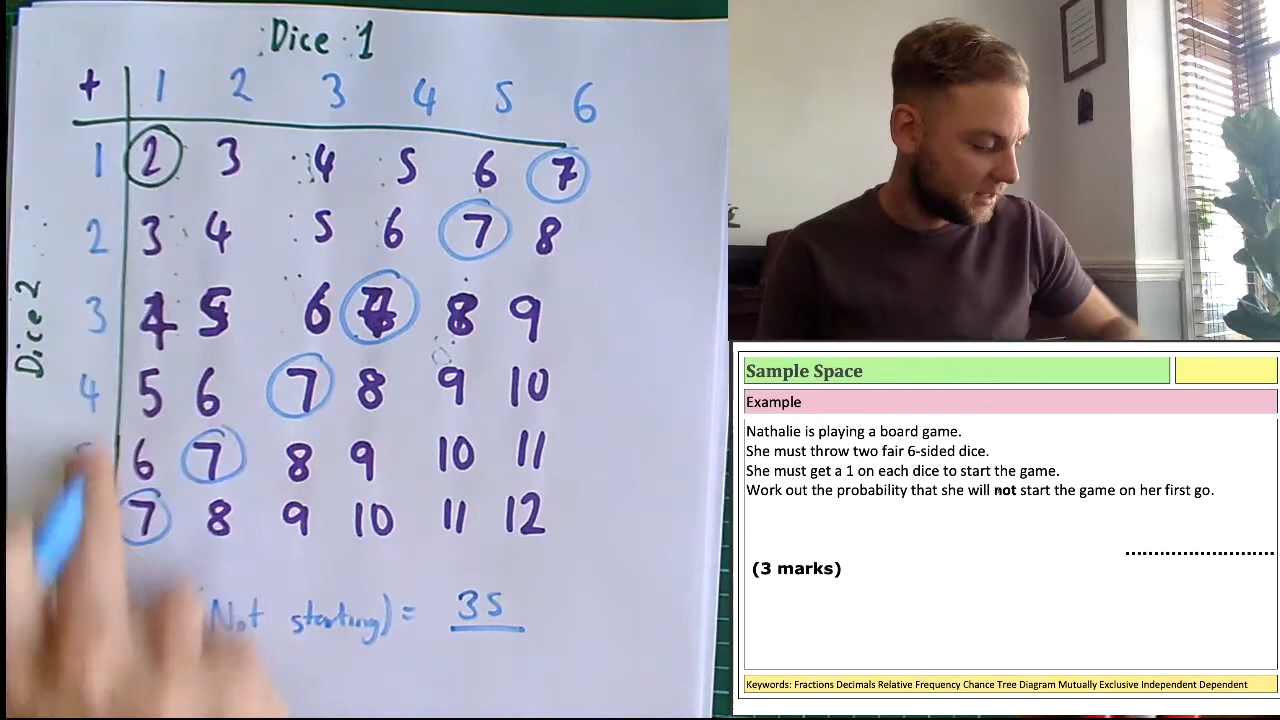 Dice 1
+ 1 2 3 4 5 6
1 2 3 4 5 6 7
2 3 4 5 6 7 8
3 4 5 6 7 8 9
4 5 6 7 8 9 10
6 7 8 9 10 11
7 8 9 10 11 12
Dice 2
Not starting) = 35
Sample Space
Example
Nathalie is playing a board game.
She must throw two fair 6-sided dice.
She must get a 1 on each dice to start the game.
Work out the probability that she will not start the game on her first go.
(3 marks)
Keywords: Fractions Decimals Relative Frequency Chance Tree Diagram Mutually Exclusive Independent Dependent